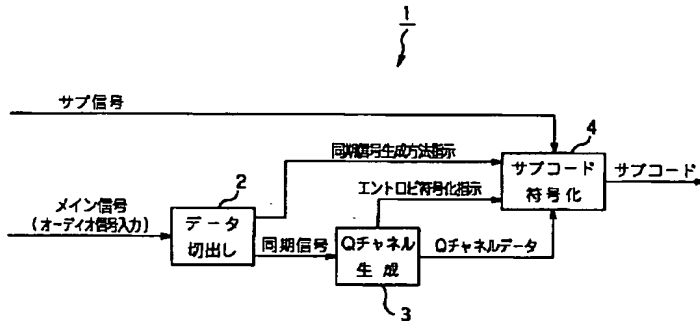 1
サブ信号
4
同期信号生成方法指示
サブコード
符号化
サブコード
エントロピ符号化指示
メイン信号
(オーディオ信号入力)
2
データ
切出し
同期信号
Qチャネル
生成
Qチャネルデータ
3